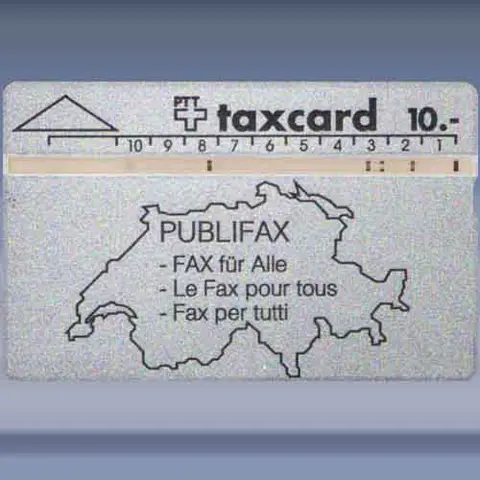 PTT taxcard 10.-
10 9 8 7 6 5 4 3 2 1
PUBLIFAX
- FAX für Alle
- Le Fax pour tous
- Fax per tutti